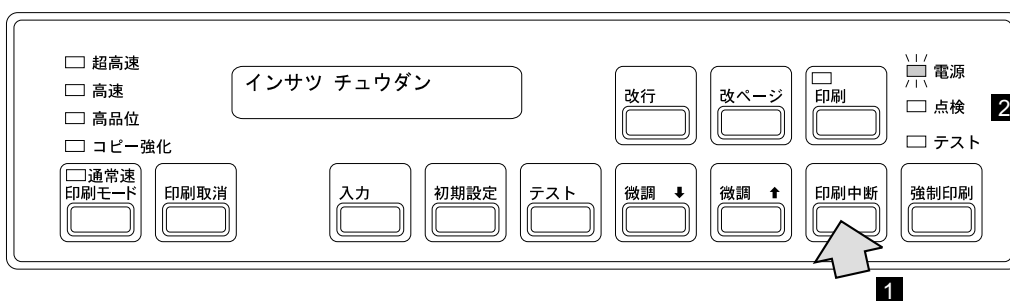 超高速
高速
高品位
コピー強化
通常速
印刷モード
印刷取消
インサツ チュウダン
改行
改ページ
印刷
電源
点検
テスト
2
入力
初期設定
テスト
微調 ⬇
微調 ⬆
印刷中断
強制印刷
1